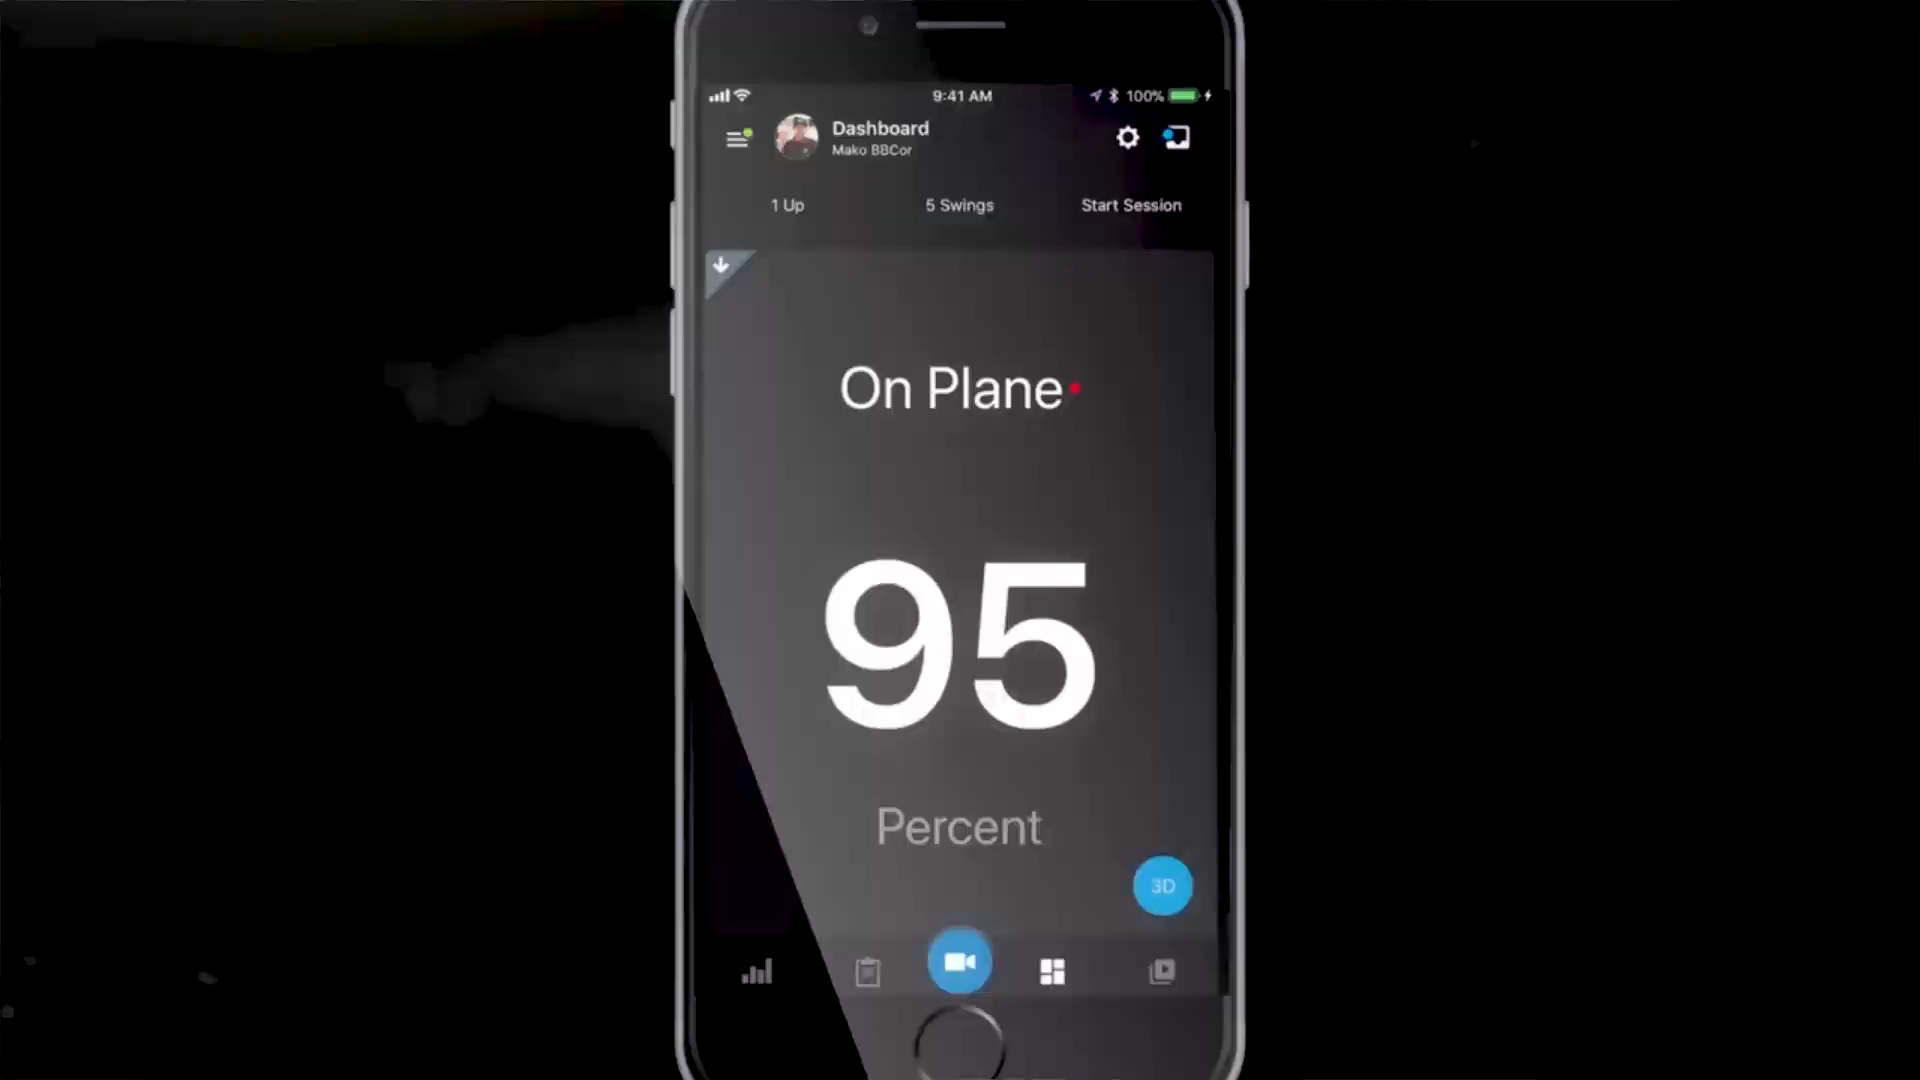 9:41 AM
100%
Dashboard
Mako BBCor
1 Up
5 Swings
Start Session
On Plane
95
Percent
3D